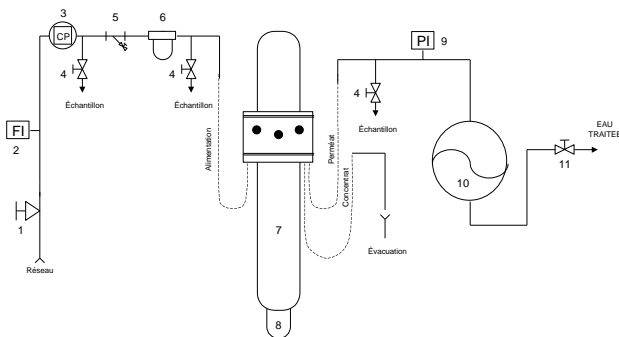 3
CP
5
6
PI
9
4
Échantillon
4
Échantillon
4
Échantillon
FI
2
Alimentation
Perméat
Concentrat
EAU
TRAITEE
10
11
1
Réseau
7
Évacuation
8